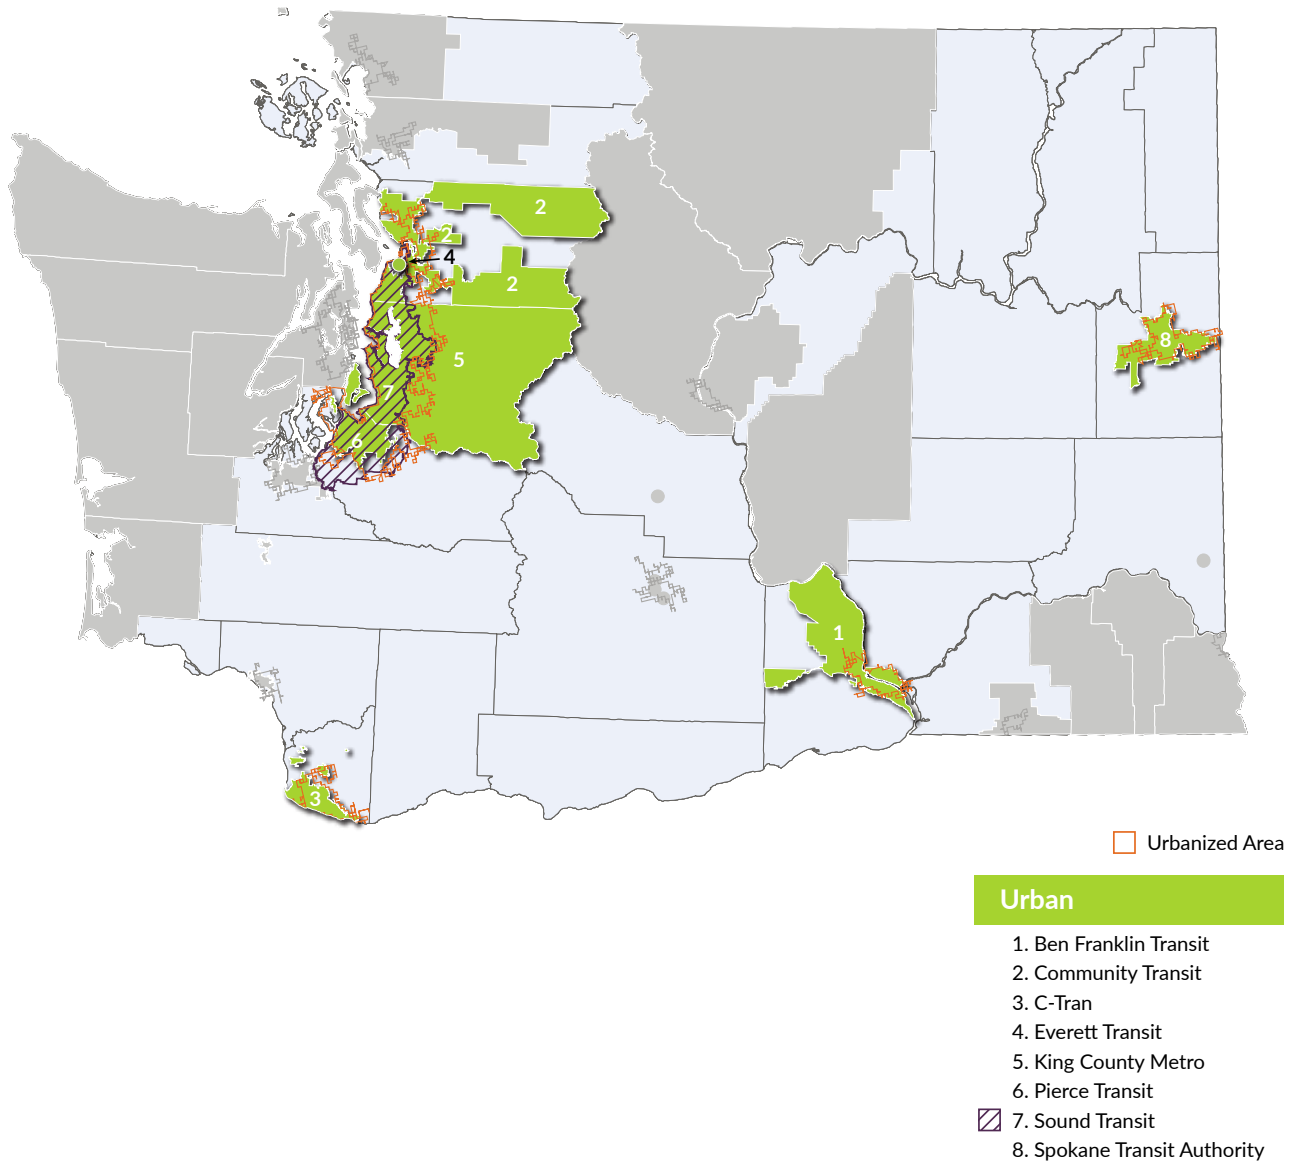 2
2
4
2
5
8
7
6
1
3
Urbanized Area
Urban
1. Ben Franklin Transit
2. Community Transit
3. C-Tran
4. Everett Transit
5. King County Metro
6. Pierce Transit
7. Sound Transit
8. Spokane Transit Authority